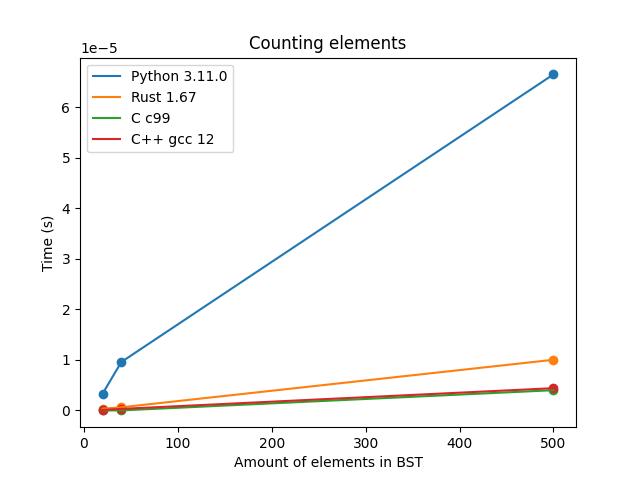 Counting elements
1e−5
Python 3.11.0
Rust 1.67
C c99
C++ gcc 12
Time (s)
6
5
4
3
2
1
0
0 100 200 300 400 500
Amount of elements in BST